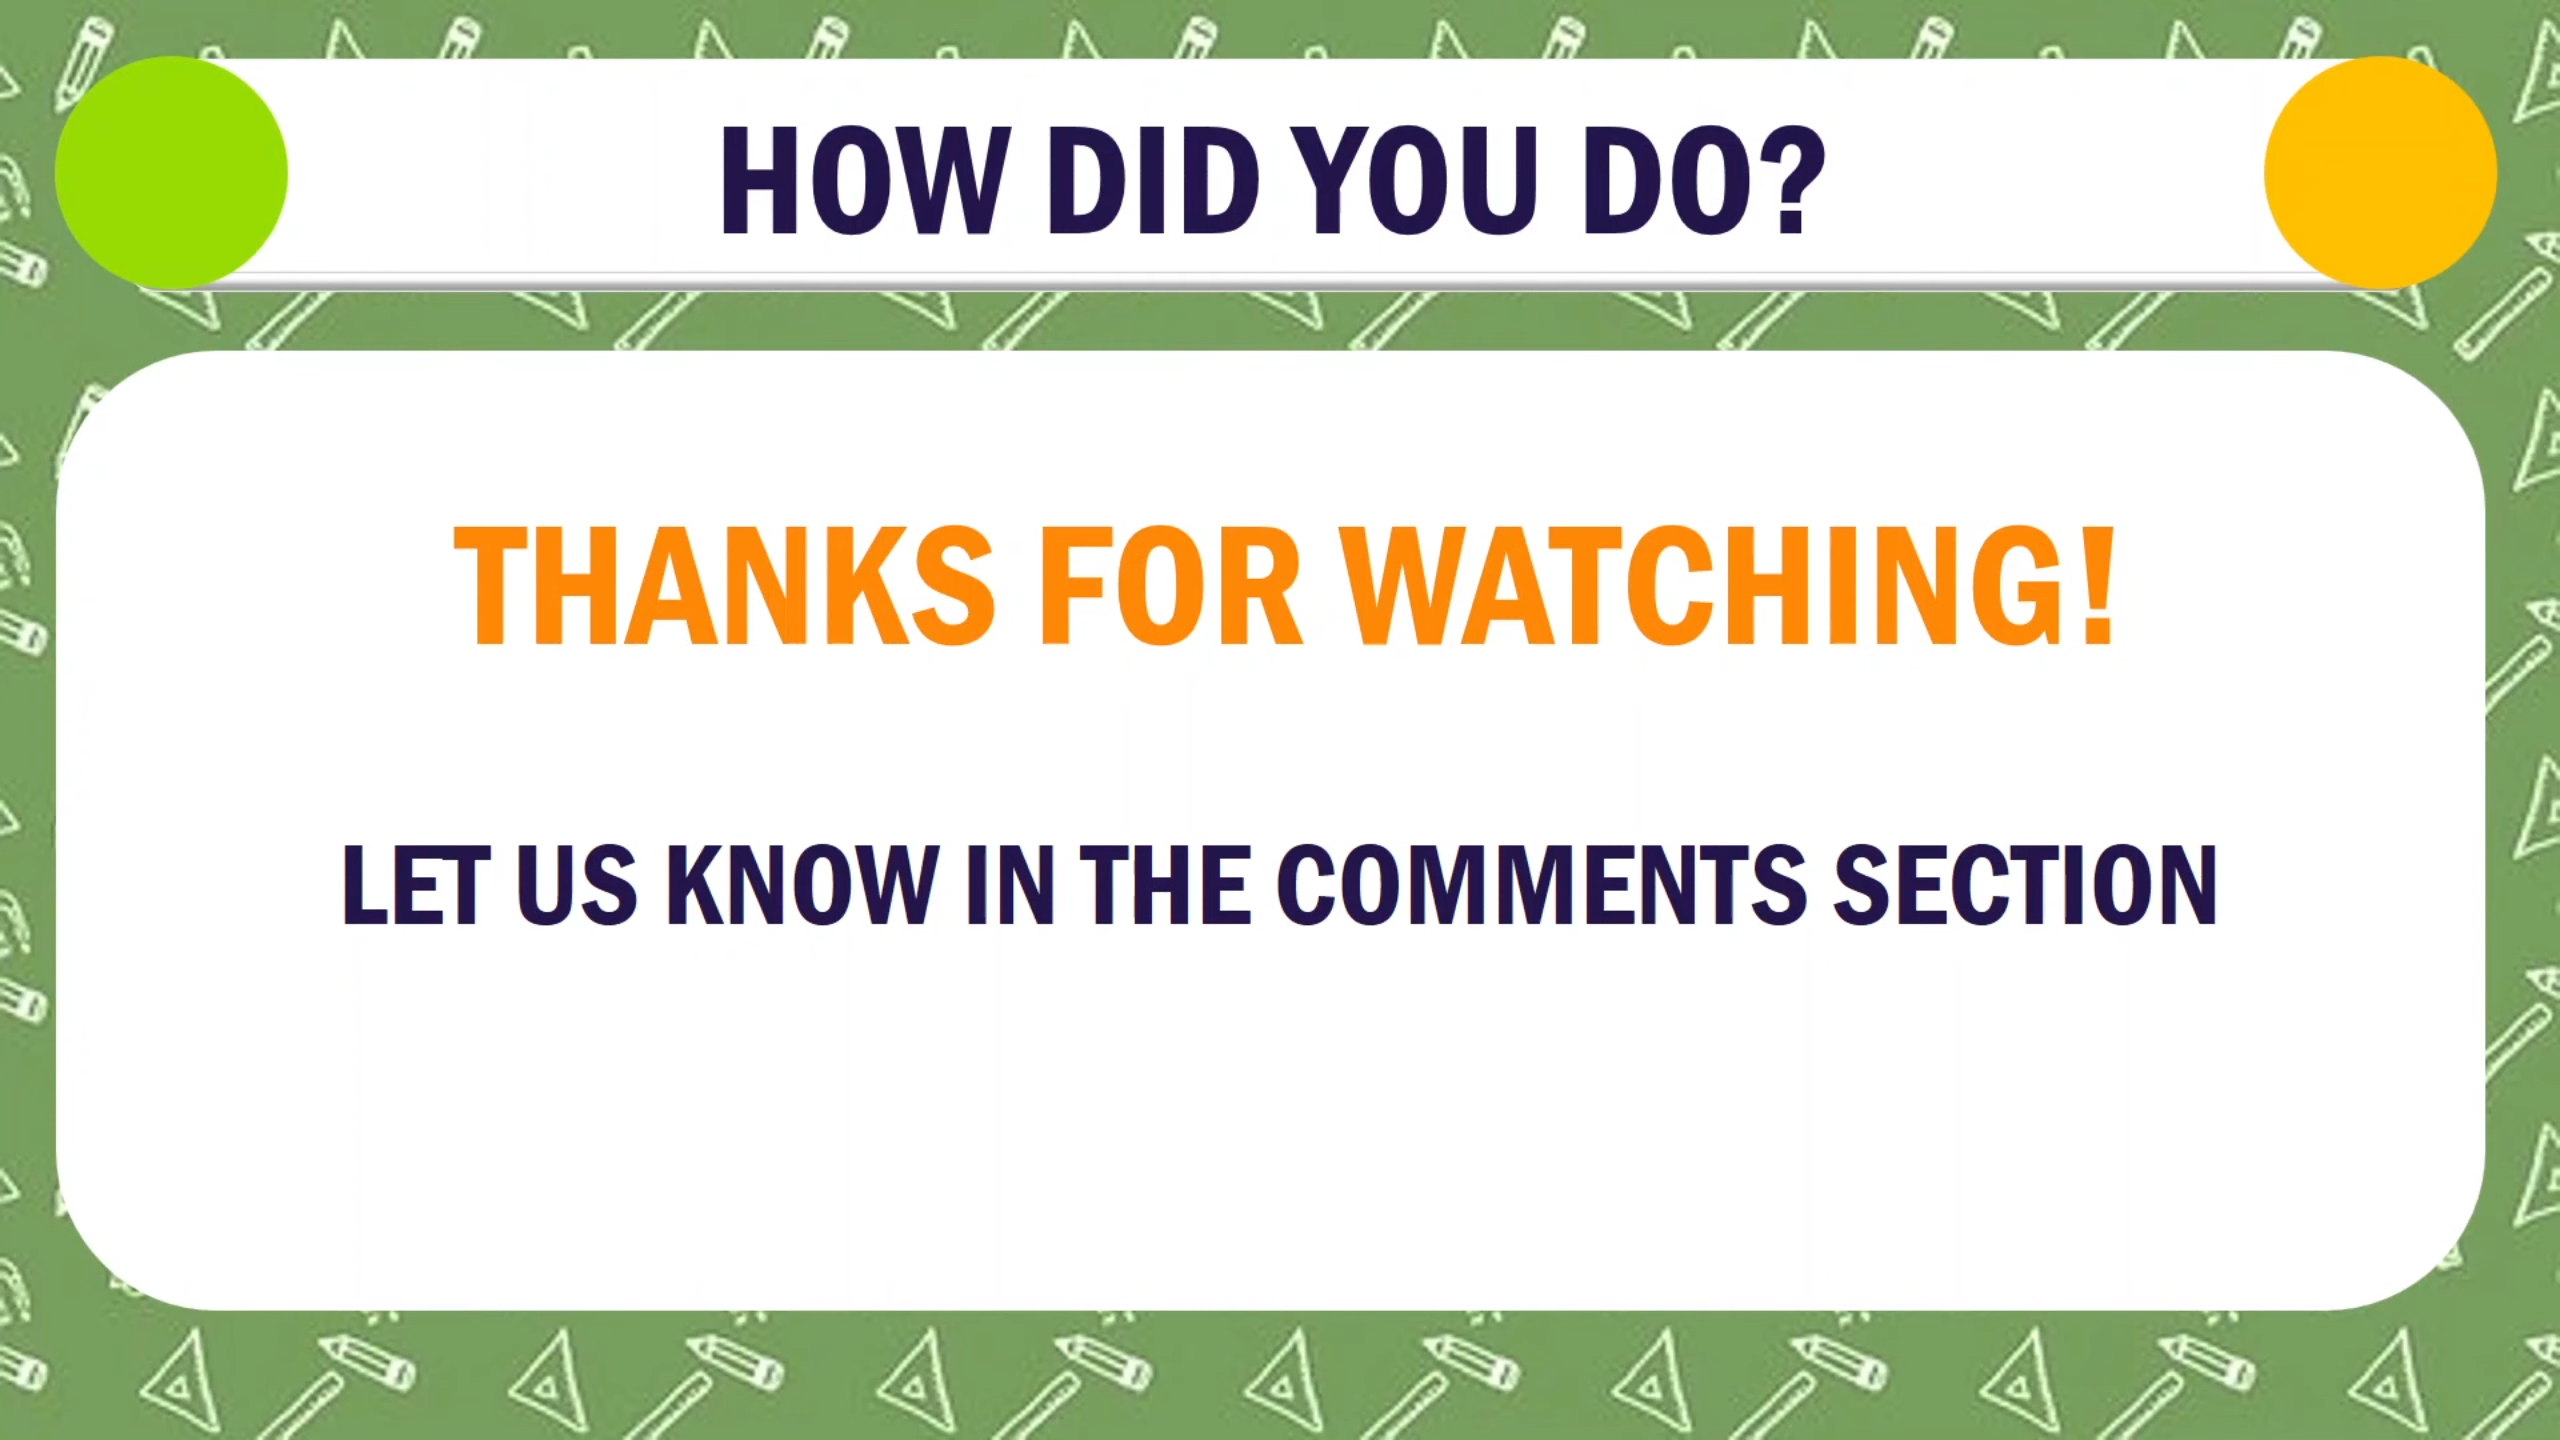 HOW DID YOU DO?
THANKS FOR WATCHING!
LET US KNOW IN THE COMMENTS SECTION